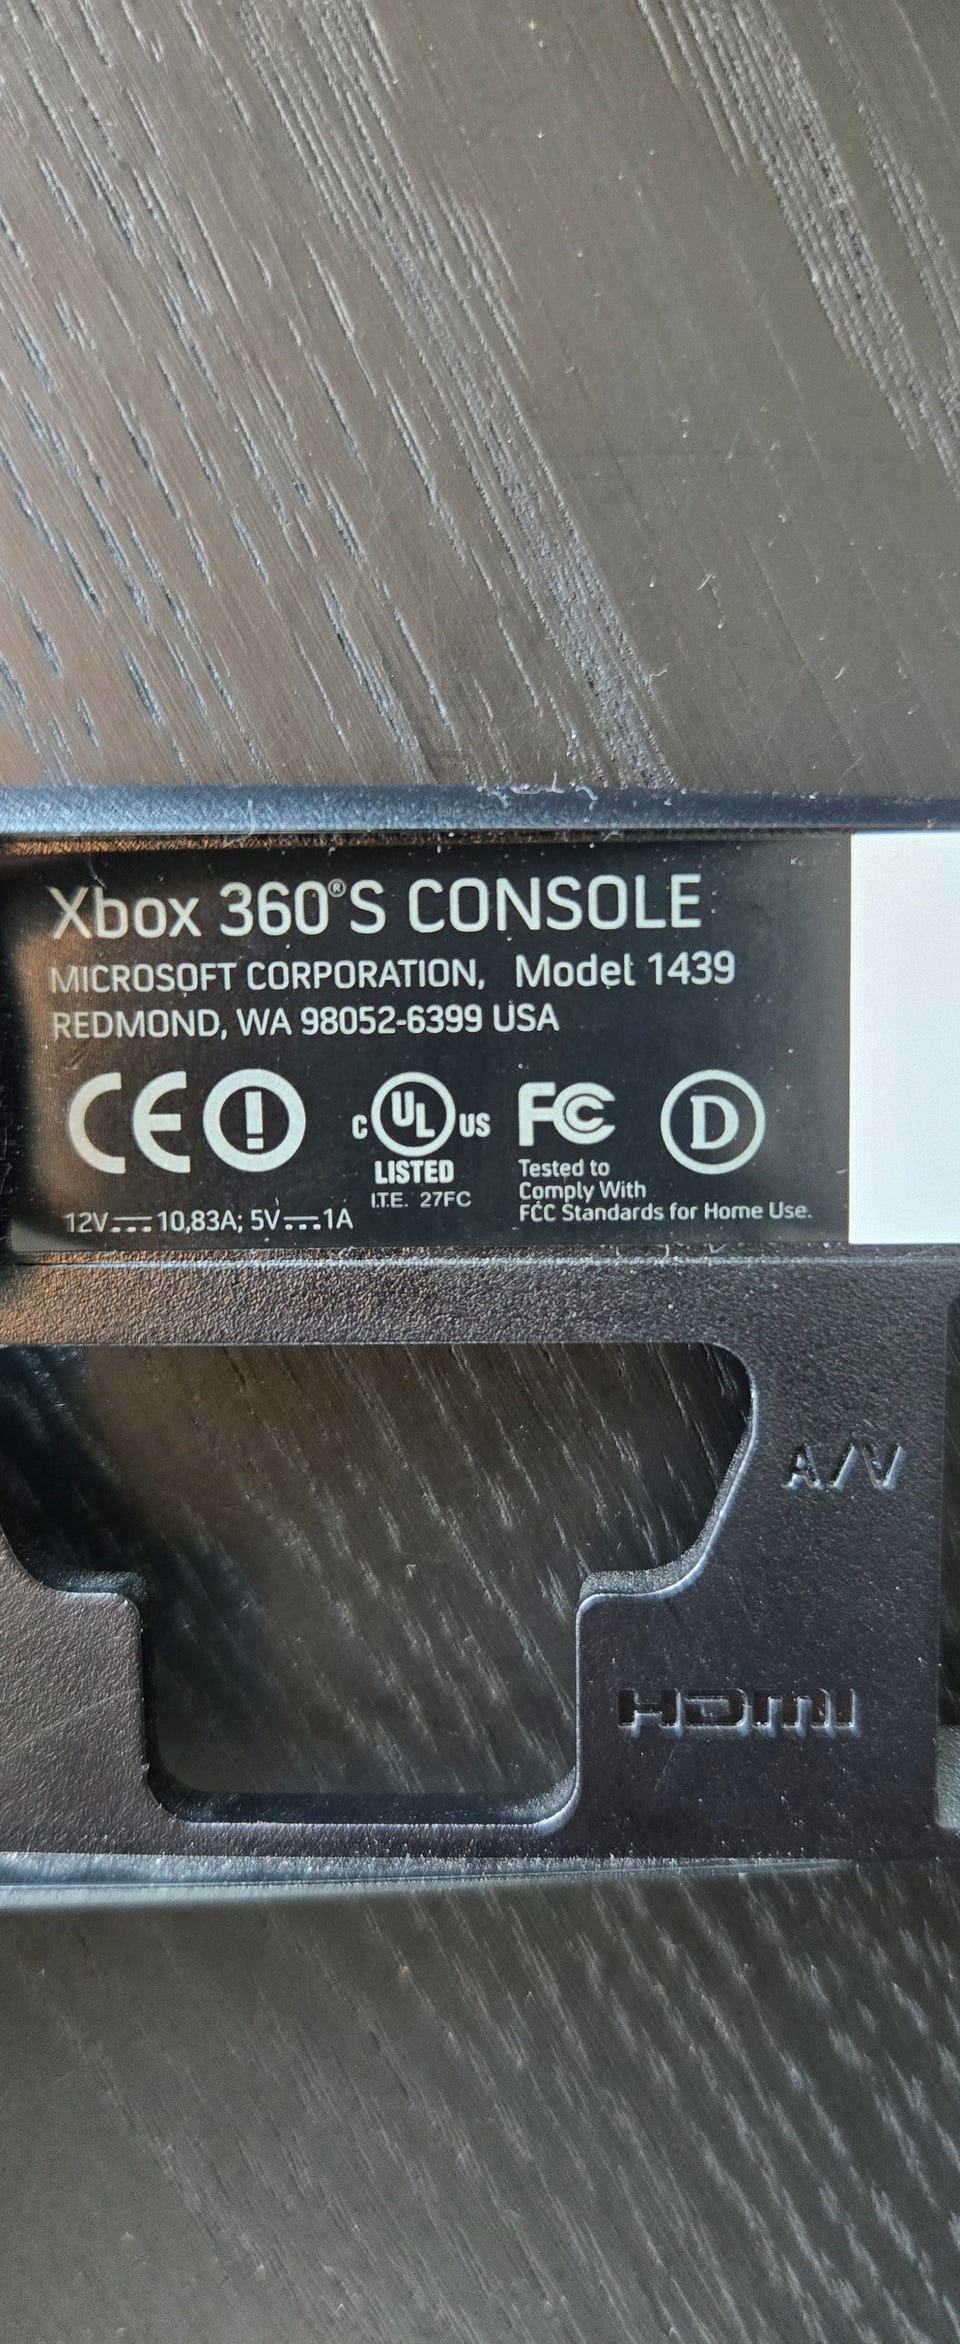 Xbox 360® S CONSOLE
MICROSOFT CORPORATION, Model 1439
REDMOND, WA 98052-6399 USA
CE
C UL US
LISTED
I.T.E. 27FC
FC
Tested to
Comply With
FCC Standards for Home Use.
D
12V⎓10,83A; 5V⎓1A
A/V
HDMI